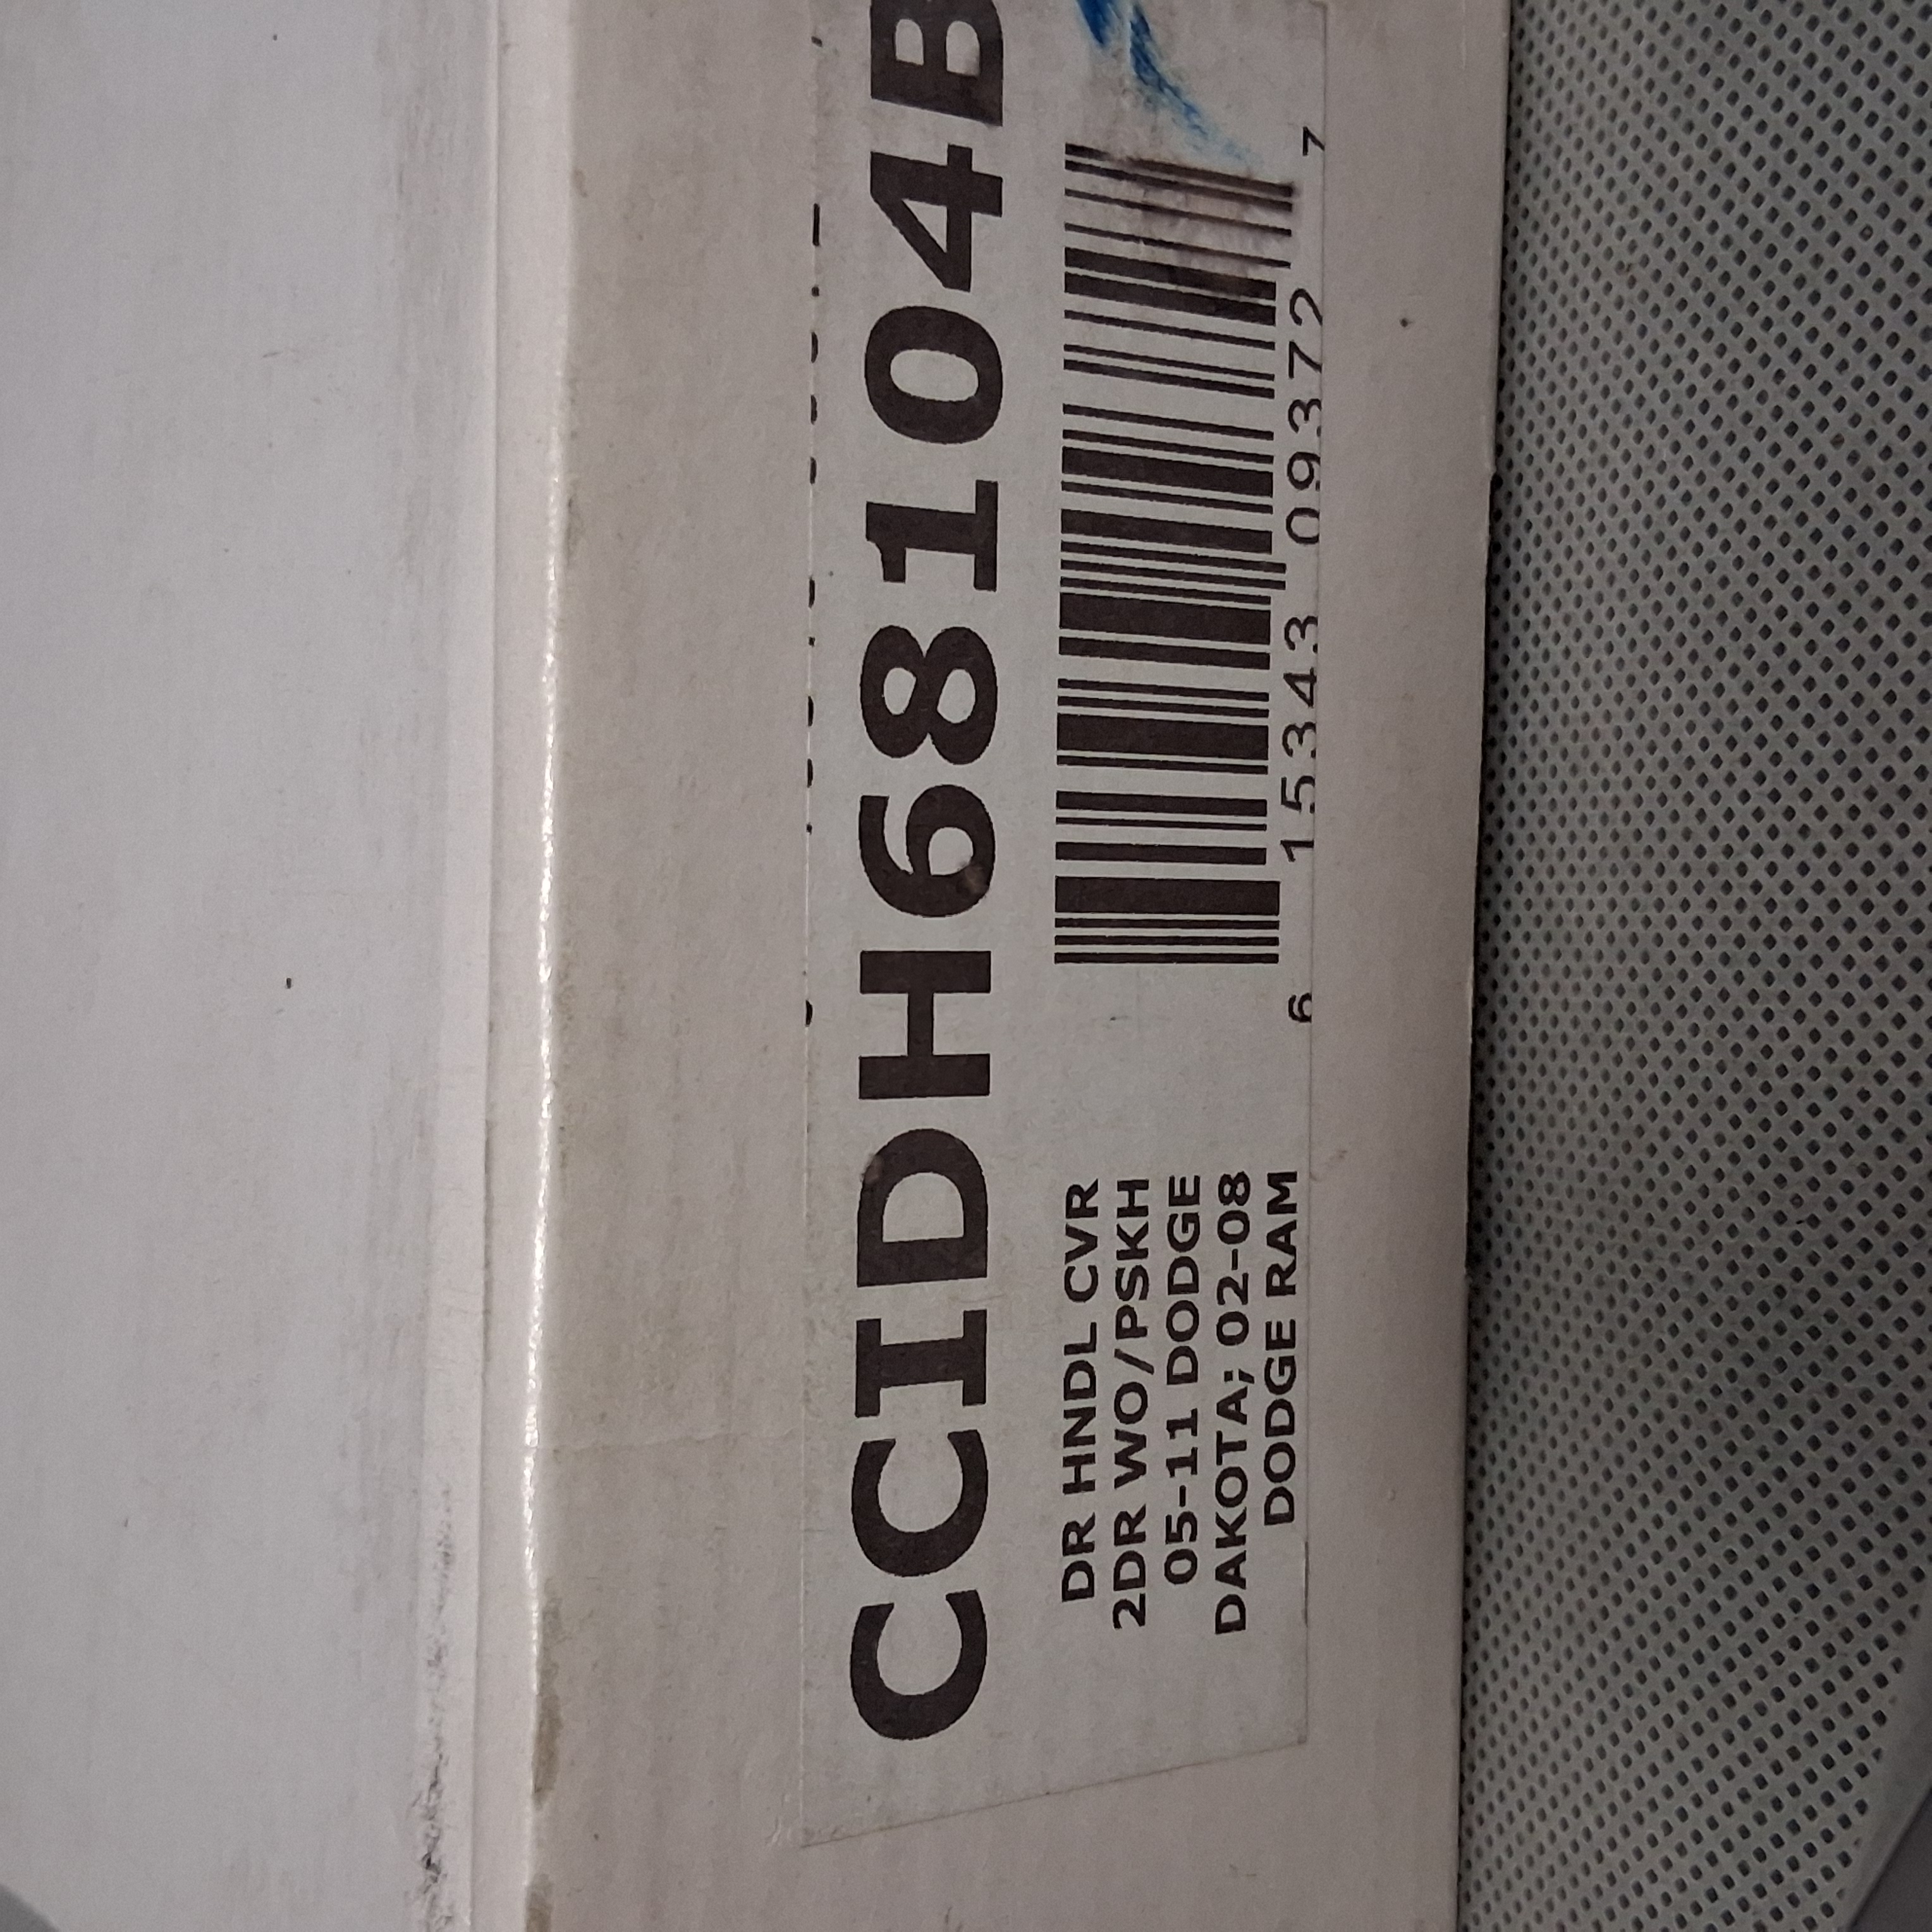 CCIDH68104B
DR HNDL CVR
2DR WO/PSKH
05-11 DODGE
DAKOTA; 02-08
DODGE RAM
6 15343 09372 7